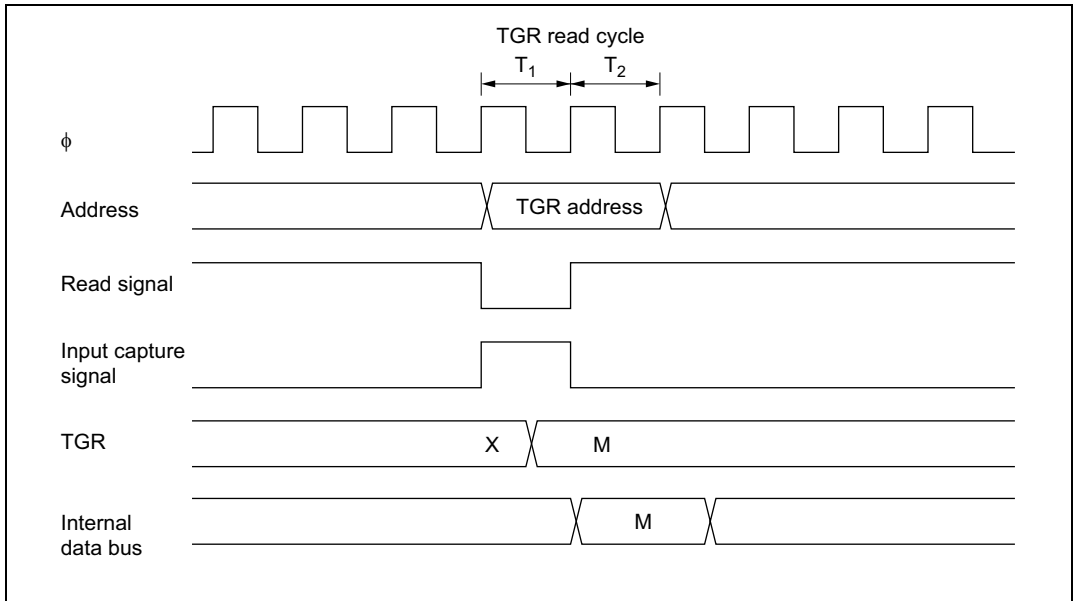 TGR read cycle
T₁ T₂
ϕ
Address
TGR address
Read signal
Input capture
signal
TGR
X M
Internal
data bus
M